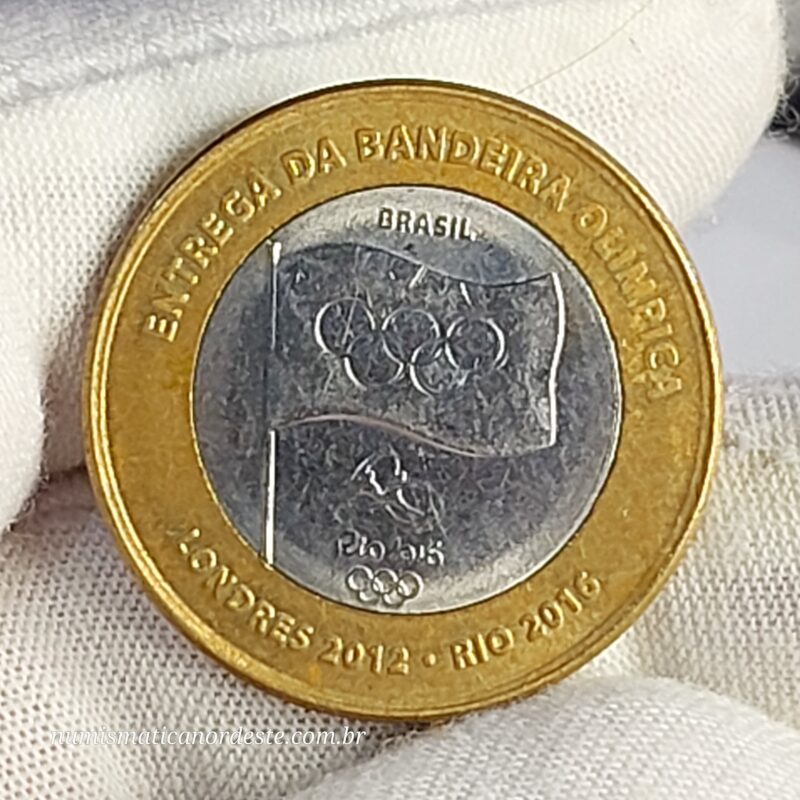 ENTREGA DA BANDEIRA OLÍMPICA
BRASIL
Rio 2016
LONDRES 2012 • RIO 2016
numismaticanordeste.com.br